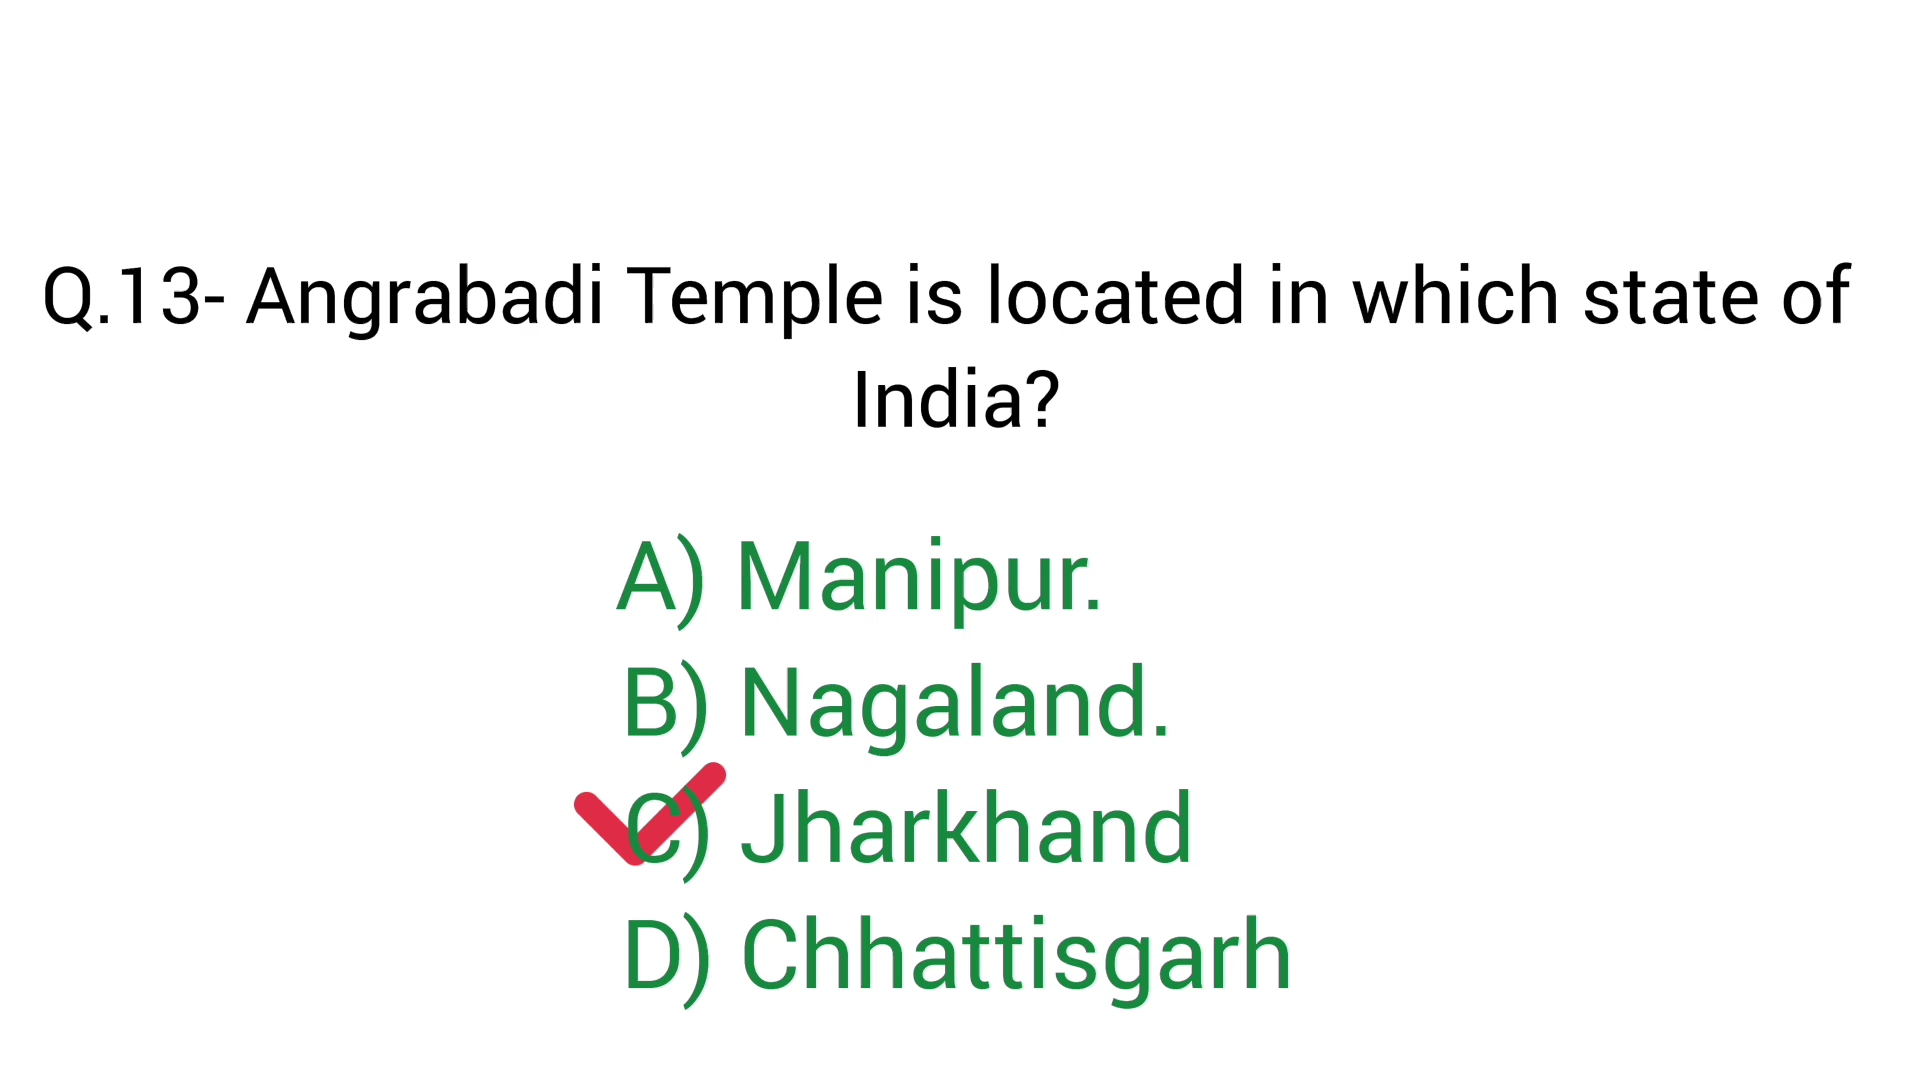 Q.13- Angrabadi Temple is located in which state of
India?
A) Manipur.
B) Nagaland.
C) Jharkhand
D) Chhattisgarh